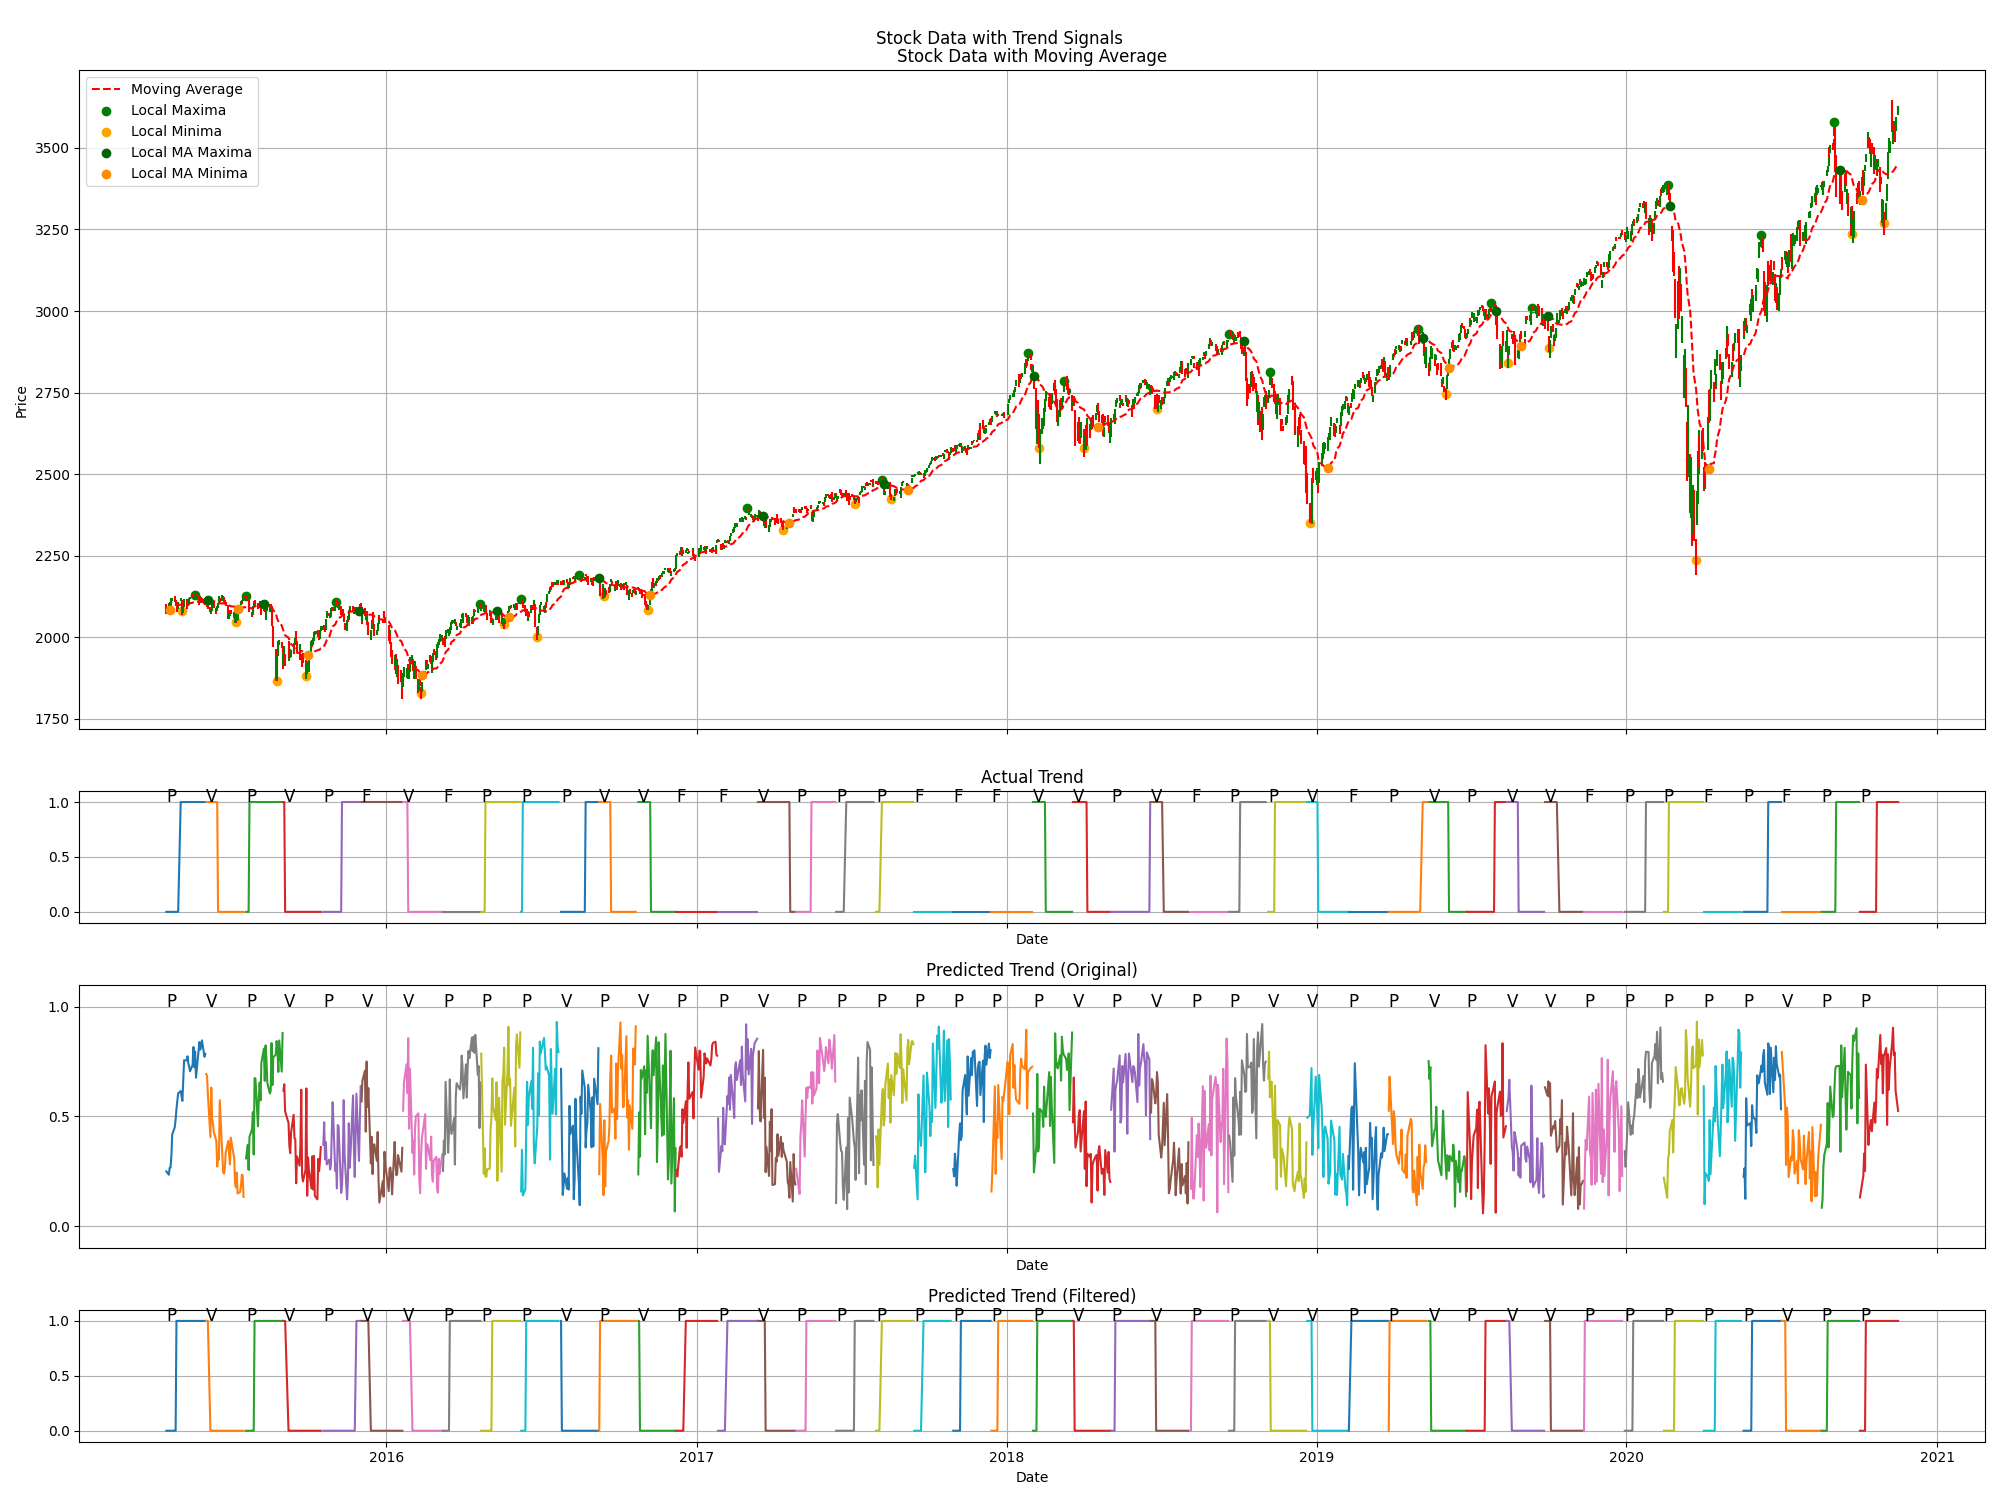 Stock Data with Trend Signals
Stock Data with Moving Average
Moving Average
Local Maxima
Local Minima
Local MA Maxima
Local MA Minima
3500
3250
3000
2750
2500
2250
2000
1750
Price
Actual Trend
P V P V P F V F P P P V V F F V P P P F F F V V P V F P P V F P V P V V F P P F P F P P
1.0
0.5
0.0
Date
Predicted Trend (Original)
P V P V P V V P P P V P V P P V P P P P P P P V P V P P V V P P V P V V P P P P P V P P
1.0
0.5
0.0
Date
Predicted Trend (Filtered)
P V P V P V V P P P V P V P P V P P P P P P P V P V P P V V P P V P V V P P P P P V P P
1.0
0.5
0.0
2016 2017 2018 2019 2020 2021
Date